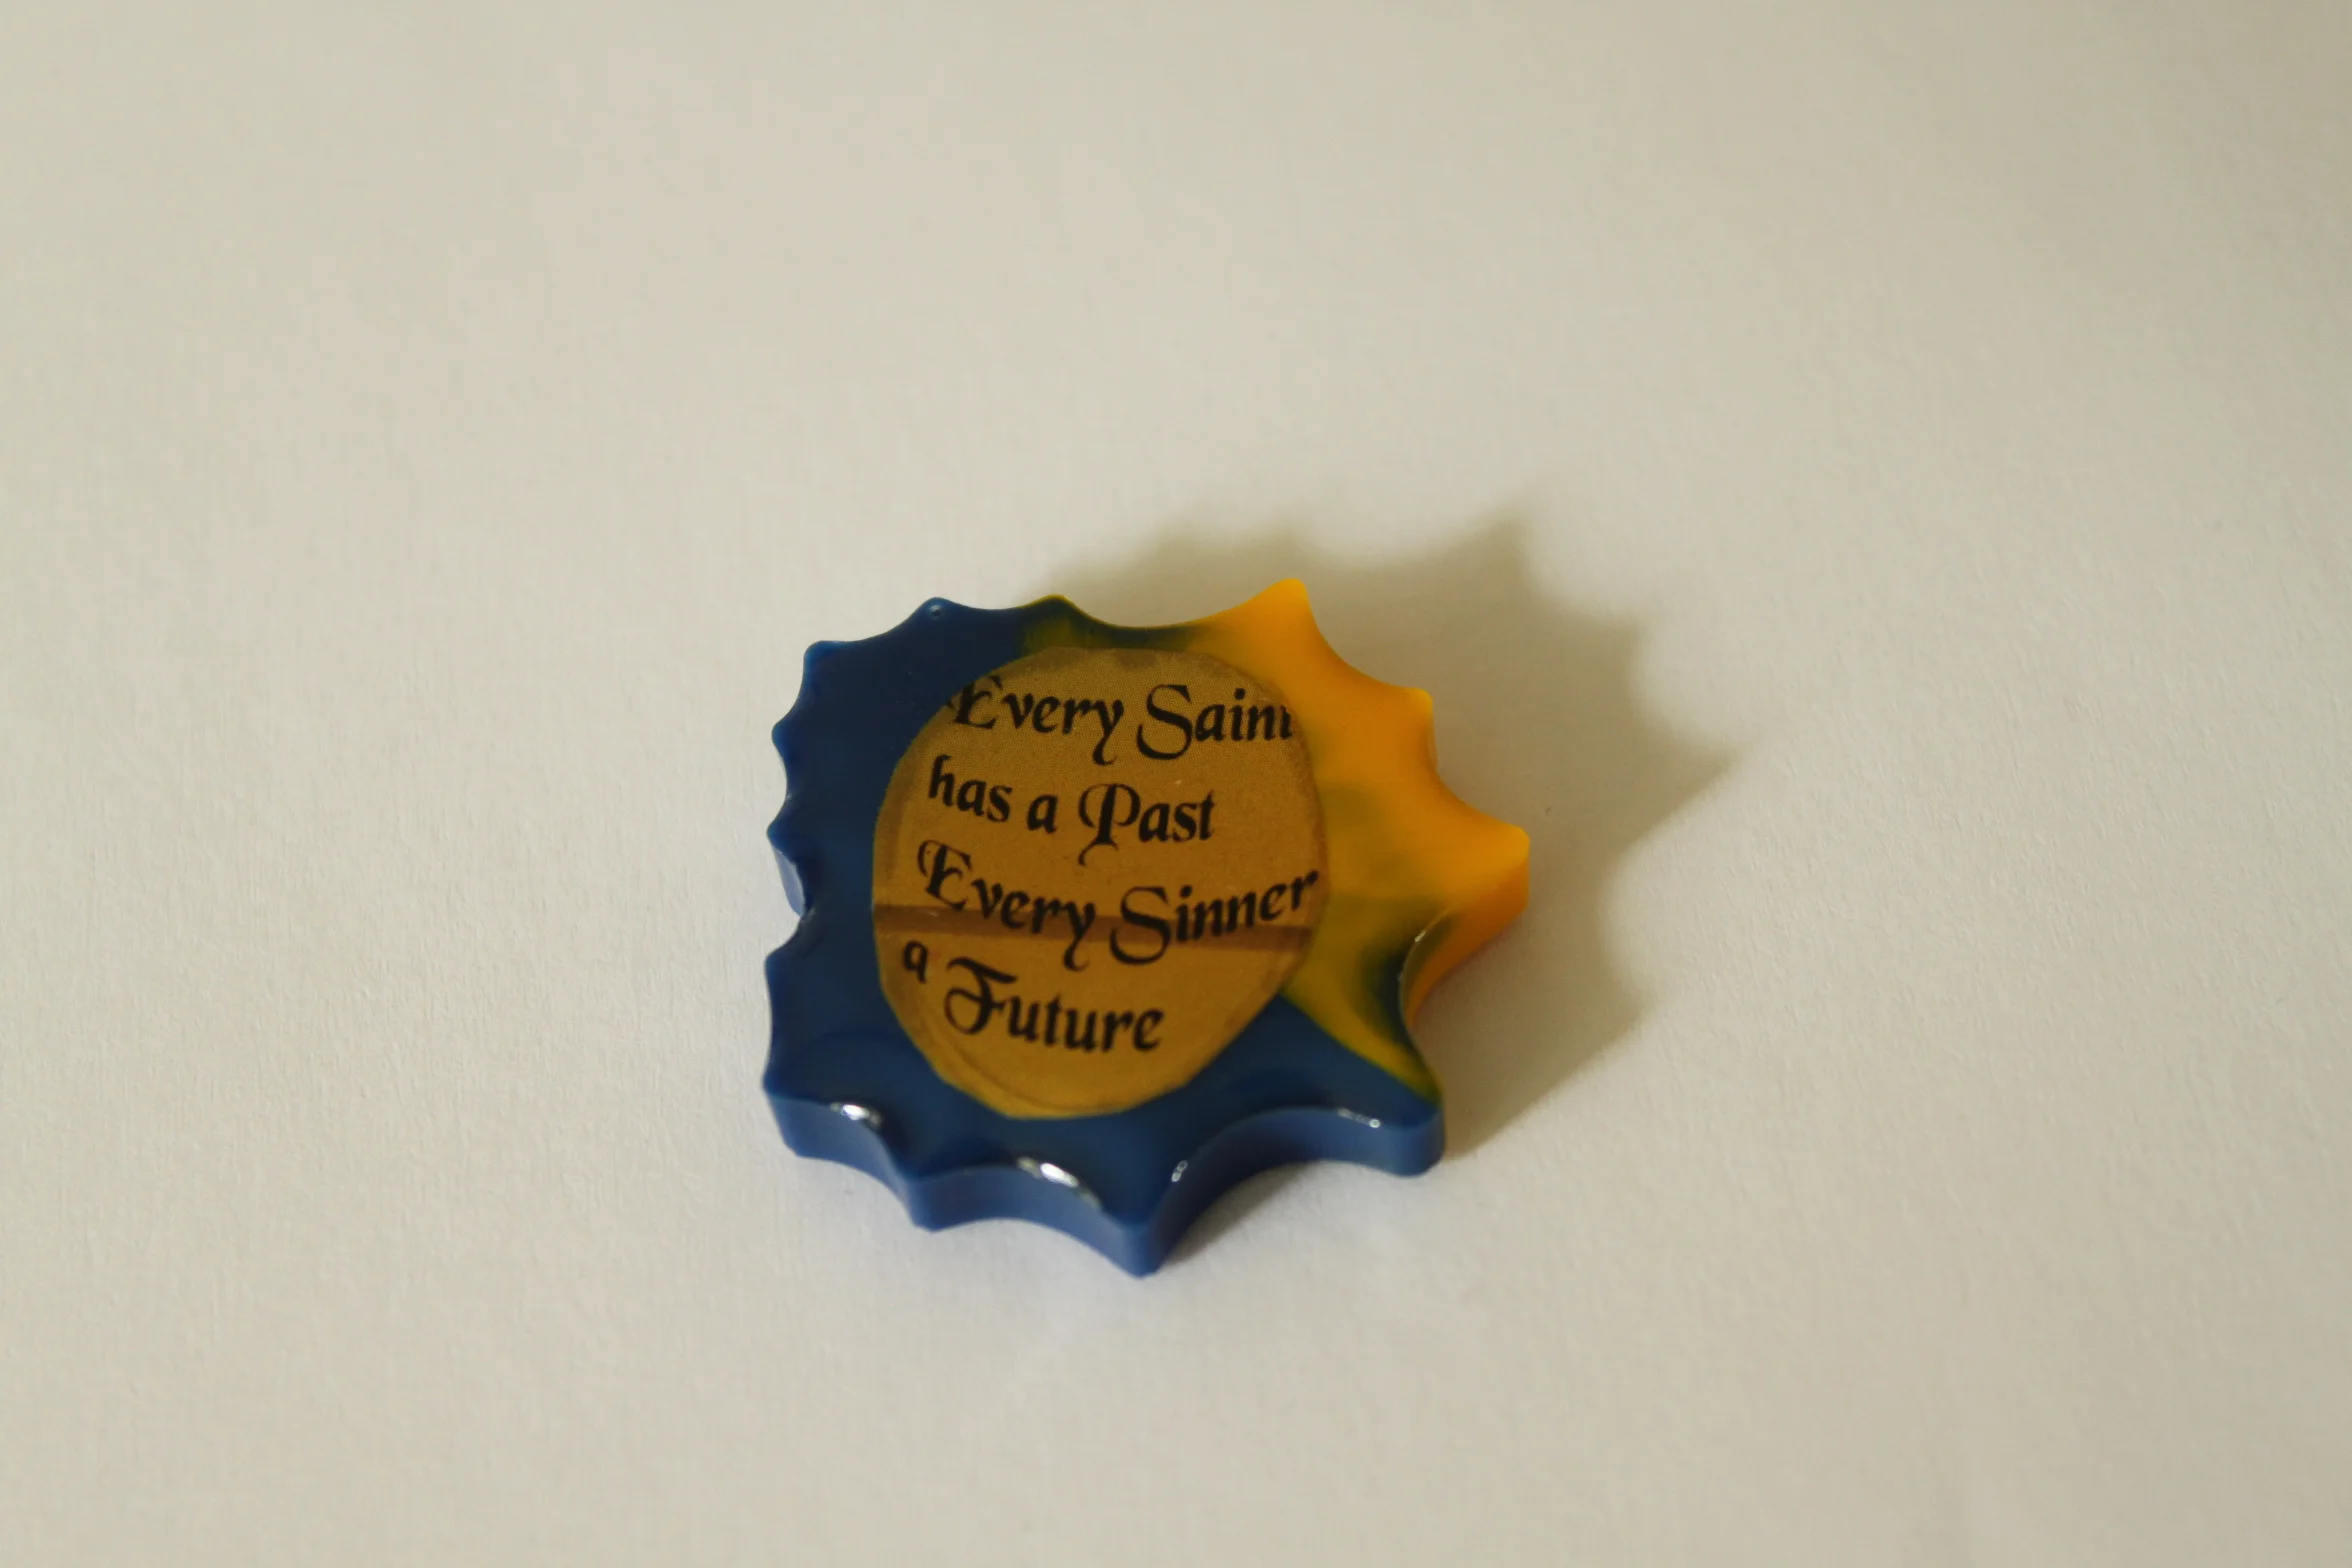 Every Saint
has a Past
Every Sinner
a Future